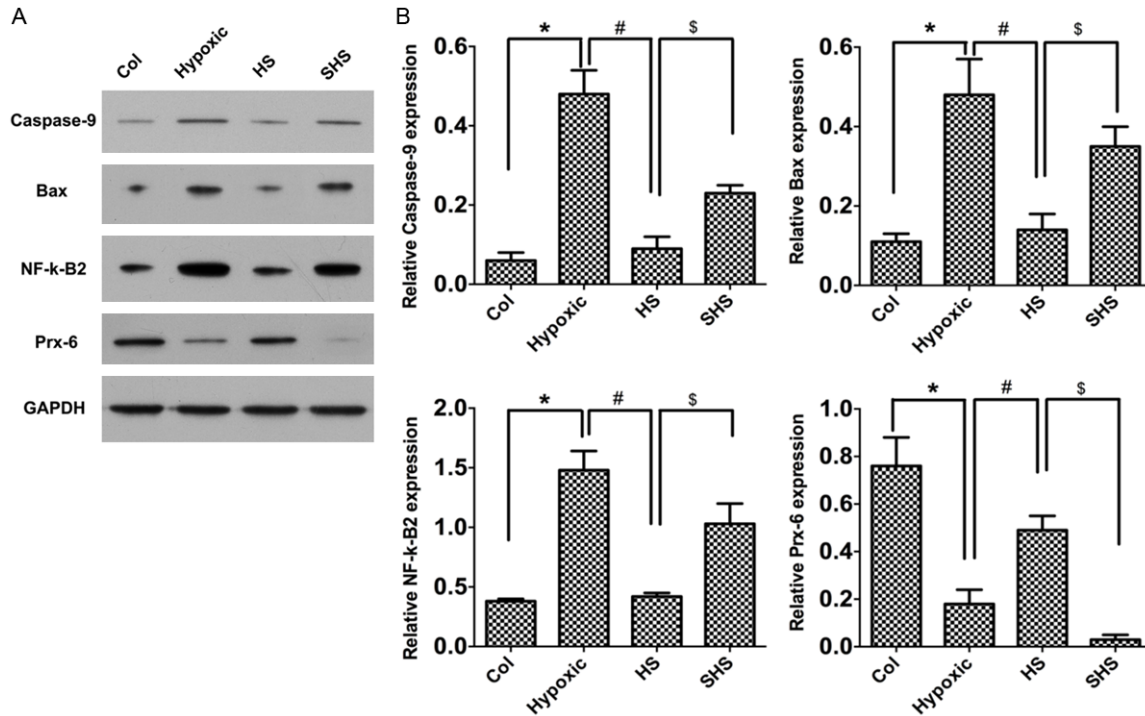 A
Col Hypoxic HS SHS
Caspase-9
Bax
NF-k-B2
Prx-6
GAPDH
B
Relative Caspase-9 expression
0.6
0.4
0.2
0.0
* # $
Col Hypoxic HS SHS
Relative Bax expression
0.6
0.4
0.2
0.0
* # $
Col Hypoxic HS SHS
Relative NF-k-B2 expression
2.0
1.5
1.0
0.5
0.0
* # $
Col Hypoxic HS SHS
Relative Prx-6 expression
1.0
0.8
0.6
0.4
0.2
0.0
* # $
Col Hypoxic HS SHS